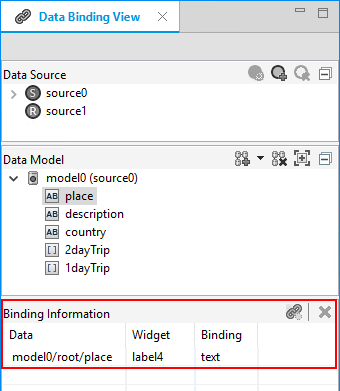 Data Binding View
Data Source
S source0
R source1
Data Model
model0 (source0)
AB place
AB description
AB country
[ ] 2dayTrip
[ ] 1dayTrip
Binding Information
Data Widget Binding
model0/root/place label4 text